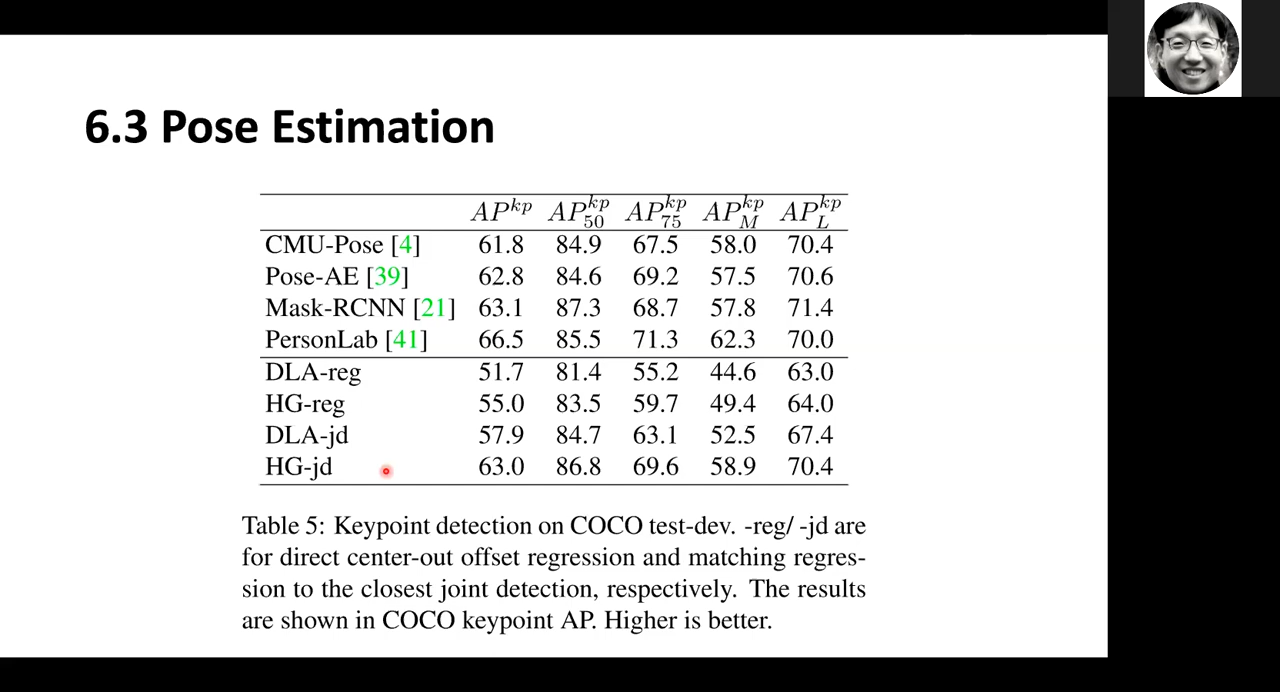 6.3 Pose Estimation
AP^{kp} AP^{kp}_{50} AP^{kp}_{75} AP^{kp}_{M} AP^{kp}_{L}
CMU-Pose [4] 61.8 84.9 67.5 58.0 70.4
Pose-AE [39] 62.8 84.6 69.2 57.5 70.6
Mask-RCNN [21] 63.1 87.3 68.7 57.8 71.4
PersonLab [41] 66.5 85.5 71.3 62.3 70.0
DLA-reg 51.7 81.4 55.2 44.6 63.0
HG-reg 55.0 83.5 59.7 49.4 64.0
DLA-jd 57.9 84.7 63.1 52.5 67.4
HG-jd 63.0 86.8 69.6 58.9 70.4
Table 5: Keypoint detection on COCO test-dev. -reg/ -jd are
for direct center-out offset regression and matching regres-
sion to the closest joint detection, respectively. The results
are shown in COCO keypoint AP. Higher is better.